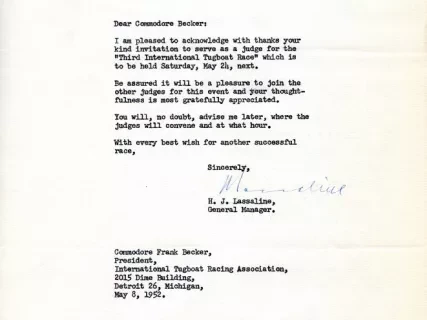 Dear Commodore Becker:
I am pleased to acknowledge with thanks your
kind invitation to serve as a judge for the
"Third International Tugboat Race" which is
to be held Saturday, May 24, next.
Be assured it will be a pleasure to join the
other judges for this event and your thought-
fulness is most gratefully appreciated.
You will, no doubt, advise me later, where the
judges will convene and at what hour.
With every best wish for another successful
race,
Sincerely,
H. J. Lassaline,
General Manager.
Commodore Frank Becker,
President,
International Tugboat Racing Association,
2015 Dime Building,
Detroit 26, Michigan,
May 8, 1952.